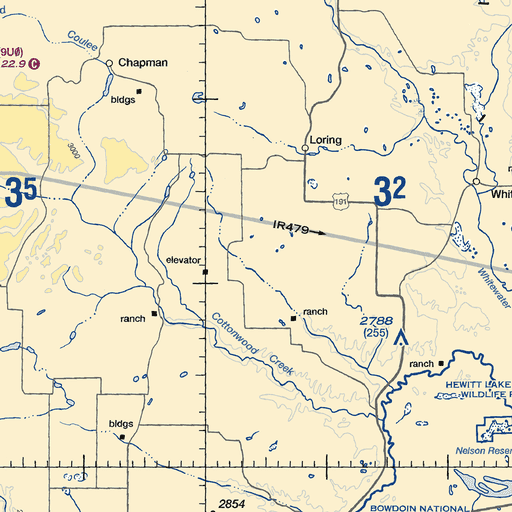 Coulee
9UØ)
22.9 C
Chapman
bldgs
3000
Loring
35
191
32
Whit
IR479
elevator
Whitewater
ranch
ranch
Cottonwood Creek
2788
(255)
ranch
HEWITT LAKE
WILDLIFE R
bldgs
Nelson Reser
2854
BOWDOIN NATIONAL